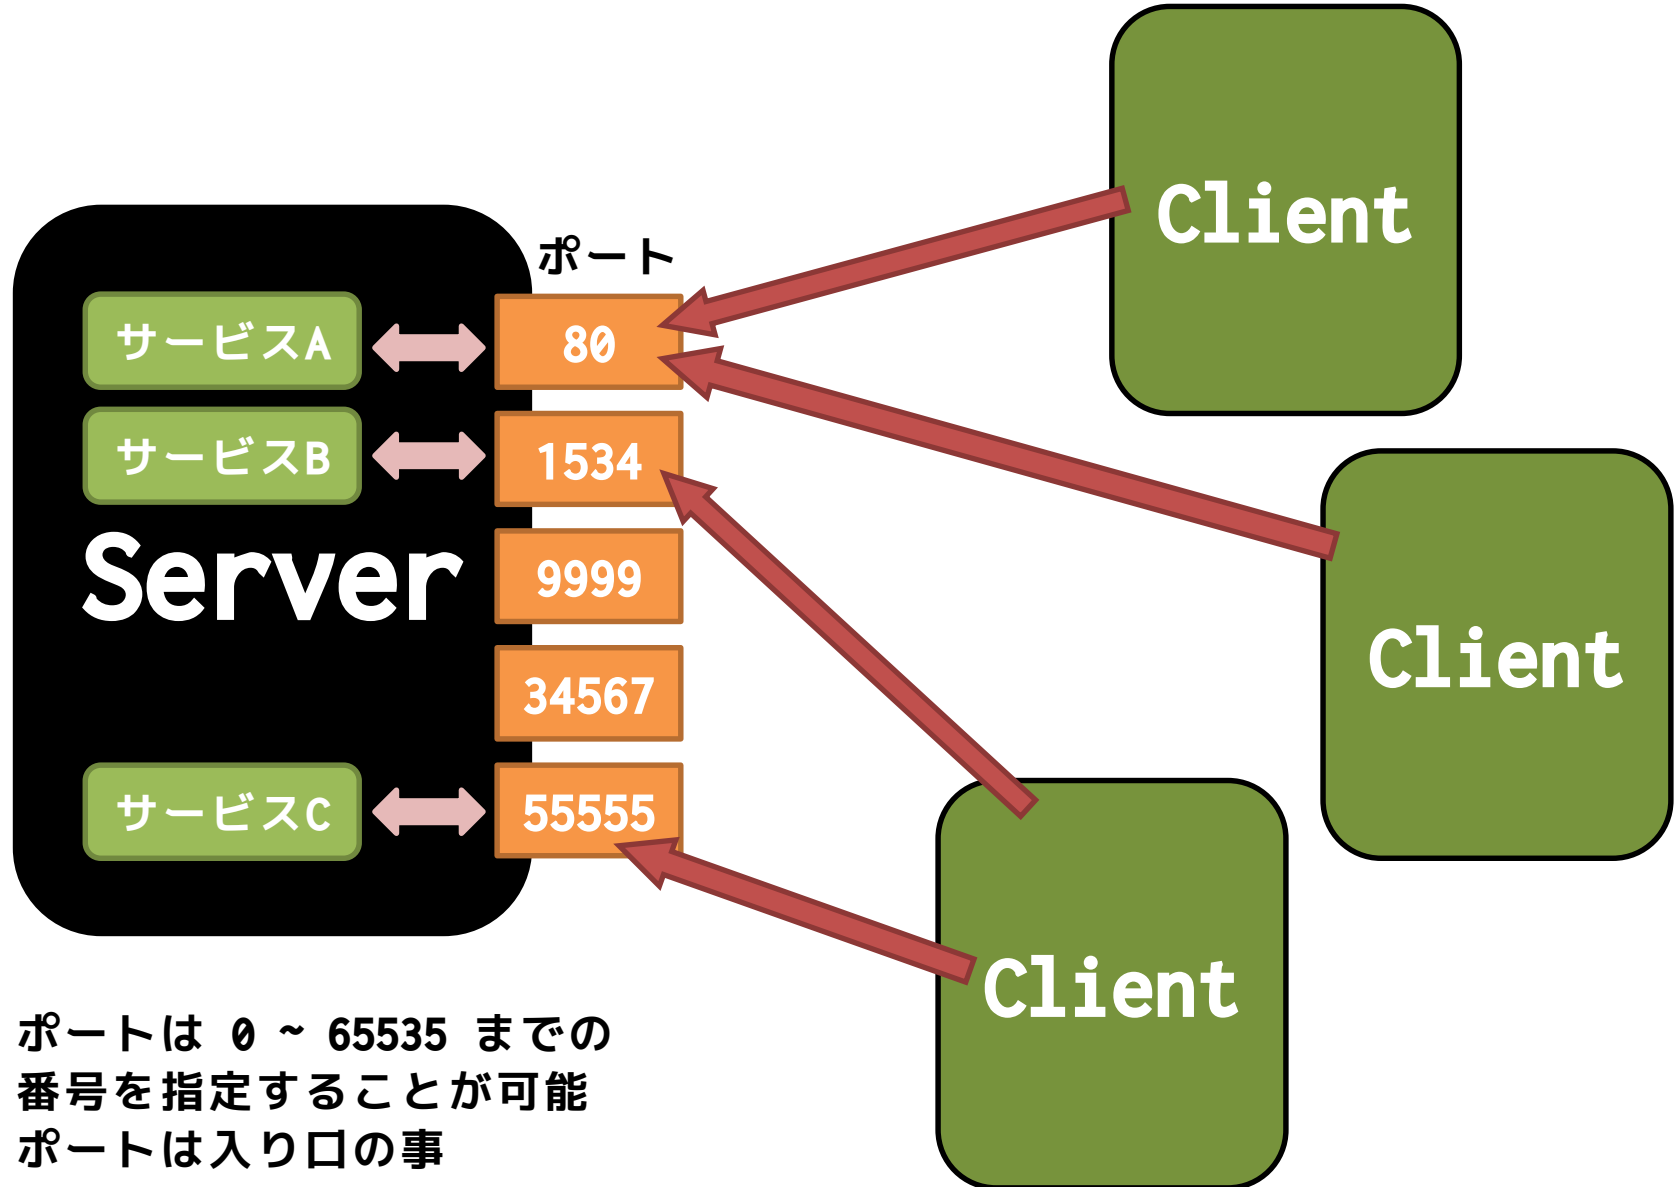 ポート
サービスA
80
サービスB
1534
Server
9999
34567
サービスC
55555
Client
Client
Client
ポートは 0 ~ 65535 までの
番号を指定することが可能
ポートは入り口の事